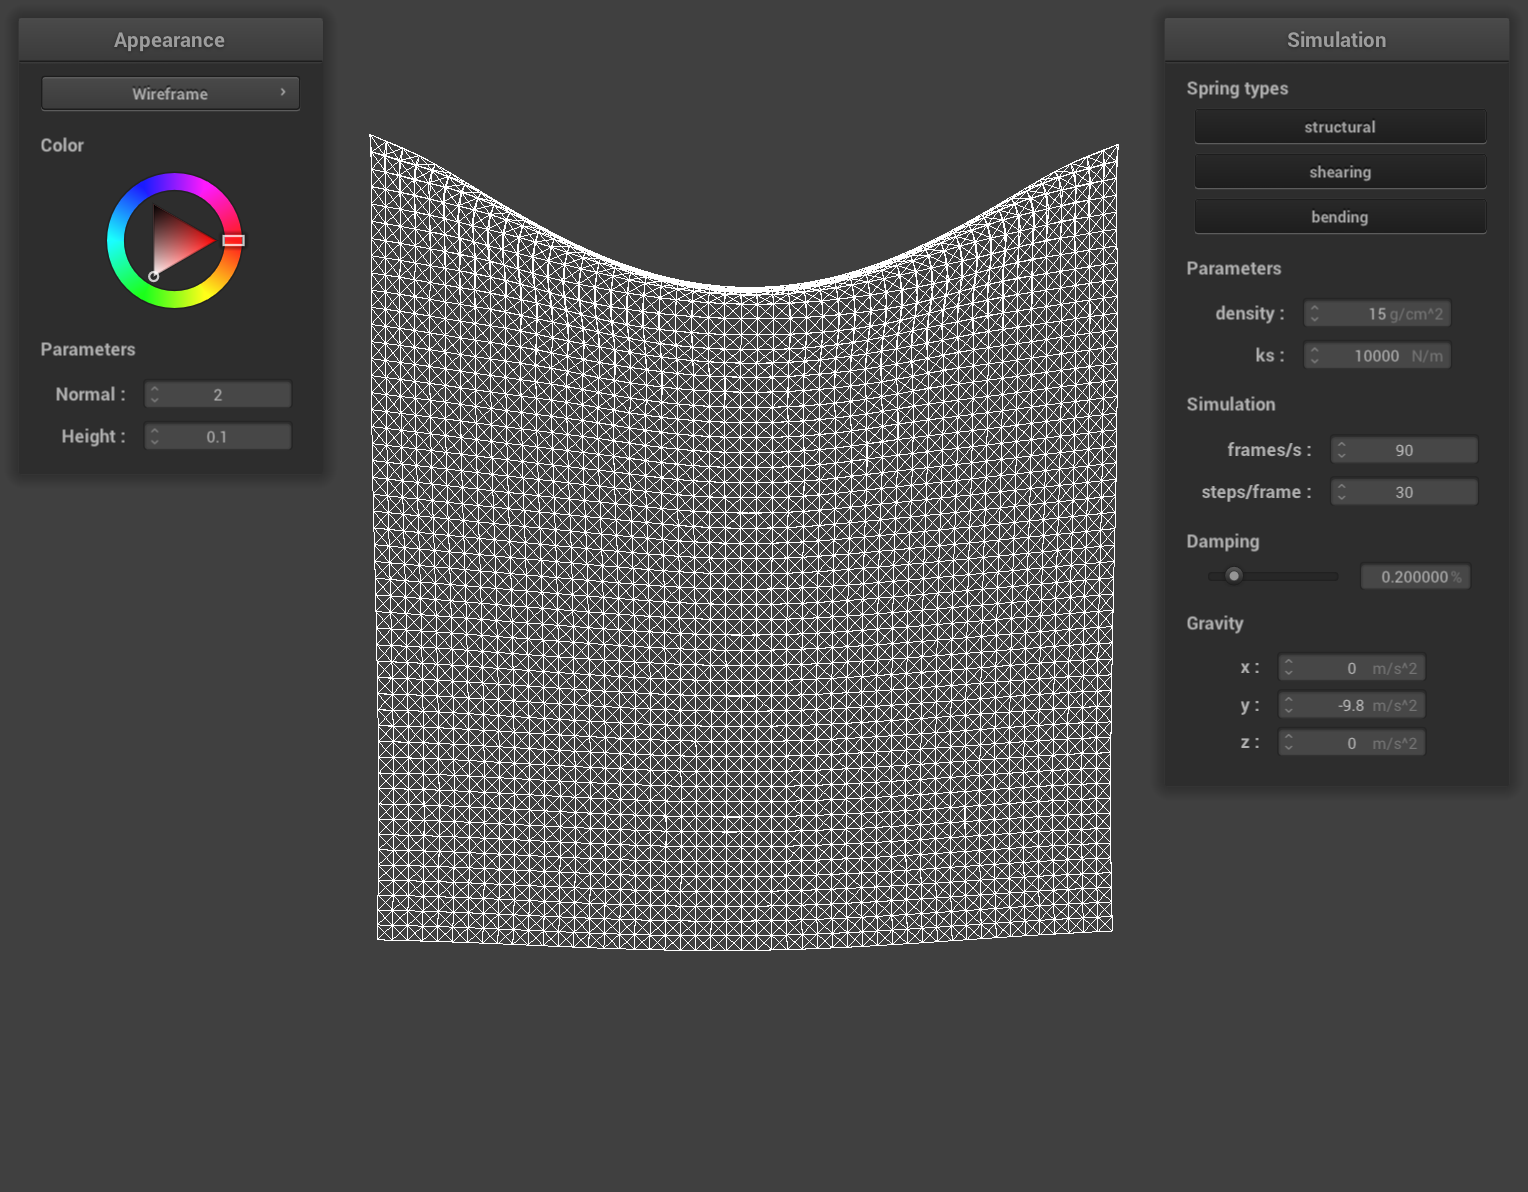 Appearance
Wireframe
Color
Parameters
Normal : 2
Height : 0.1
Simulation
Spring types
structural
shearing
bending
Parameters
density : 15 g/cm^2
ks : 10000 N/m
Simulation
frames/s : 90
steps/frame : 30
Damping
0.200000 %
Gravity
x : 0 m/s^2
y : -9.8 m/s^2
z : 0 m/s^2